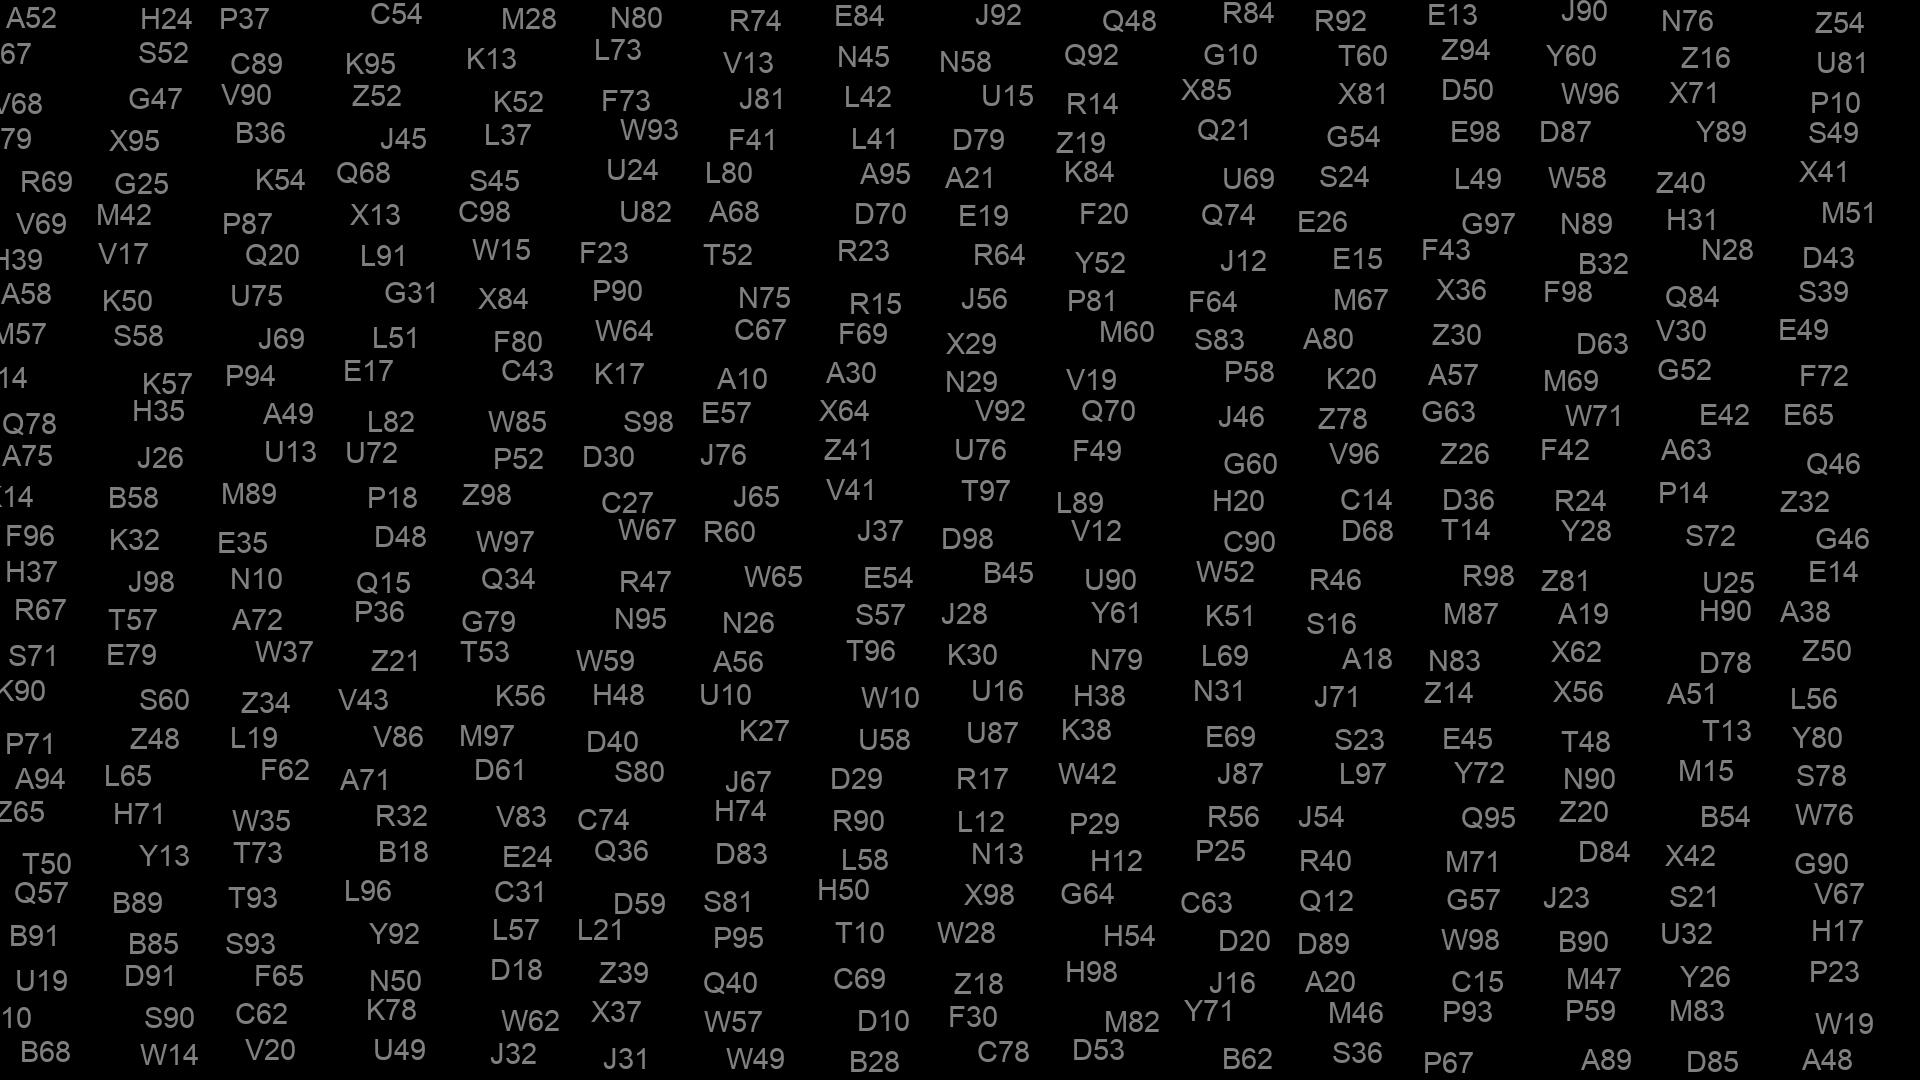 A52 H24 P37 C54 M28 N80 R74 E84 J92 Q48 R84 R92 E13 J90 N76 Z54
67 S52 C89 K95 K13 L73 V13 N45 N58 Q92 G10 T60 Z94 Y60 Z16 U81
V68 G47 V90 Z52 K52 F73 J81 L42 U15 R14 X85 X81 D50 W96 X71 P10
79 X95 B36 J45 L37 W93 F41 L41 D79 Z19 Q21 G54 E98 D87 Y89 S49
R69 G25 K54 Q68 S45 U24 L80 A95 A21 K84 U69 S24 L49 W58 Z40 X41
V69 M42 P87 X13 C98 U82 A68 D70 E19 F20 Q74 E26 G97 N89 H31 M51
H39 V17 Q20 L91 W15 F23 T52 R23 R64 Y52 J12 E15 F43 B32 N28 D43
A58 K50 U75 G31 X84 P90 N75 R15 J56 P81 F64 M67 X36 F98 Q84 S39
M57 S58 J69 L51 F80 W64 C67 F69 X29 M60 S83 A80 Z30 D63 V30 E49
14 K57 P94 E17 C43 K17 A10 A30 N29 V19 P58 K20 A57 M69 G52 F72
Q78 H35 A49 L82 W85 S98 E57 X64 V92 Q70 J46 Z78 G63 W71 E42 E65
A75 J26 U13 U72 P52 D30 J76 Z41 U76 F49 G60 V96 Z26 F42 A63 Q46
14 B58 M89 P18 Z98 C27 J65 V41 T97 L89 H20 C14 D36 R24 P14 Z32
F96 K32 E35 D48 W97 W67 R60 J37 D98 V12 C90 D68 T14 Y28 S72 G46
H37 J98 N10 Q15 Q34 R47 W65 E54 B45 U90 W52 R46 R98 Z81 U25 E14
R67 T57 A72 P36 G79 N95 N26 S57 J28 Y61 K51 S16 M87 A19 H90 A38
S71 E79 W37 Z21 T53 W59 A56 T96 K30 N79 L69 A18 N83 X62 D78 Z50
K90 S60 Z34 V43 K56 H48 U10 W10 U16 H38 N31 J71 Z14 X56 A51 L56
P71 Z48 L19 V86 M97 D40 K27 U58 U87 K38 E69 S23 E45 T48 T13 Y80
A94 L65 F62 A71 D61 S80 J67 D29 R17 W42 J87 L97 Y72 N90 M15 S78
Z65 H71 W35 R32 V83 C74 H74 R90 L12 P29 R56 J54 Q95 Z20 B54 W76
T50 Y13 T73 B18 E24 Q36 D83 L58 N13 H12 P25 R40 M71 D84 X42 G90
Q57 B89 T93 L96 C31 D59 S81 H50 X98 G64 C63 Q12 G57 J23 S21 V67
B91 B85 S93 Y92 L57 L21 P95 T10 W28 H54 D20 D89 W98 B90 U32 H17
U19 D91 F65 N50 D18 Z39 Q40 C69 Z18 H98 J16 A20 C15 M47 Y26 P23
10 S90 C62 K78 W62 X37 W57 D10 F30 M82 Y71 M46 P93 P59 M83 W19
B68 W14 V20 U49 J32 J31 W49 B28 C78 D53 B62 S36 P67 A89 D85 A48